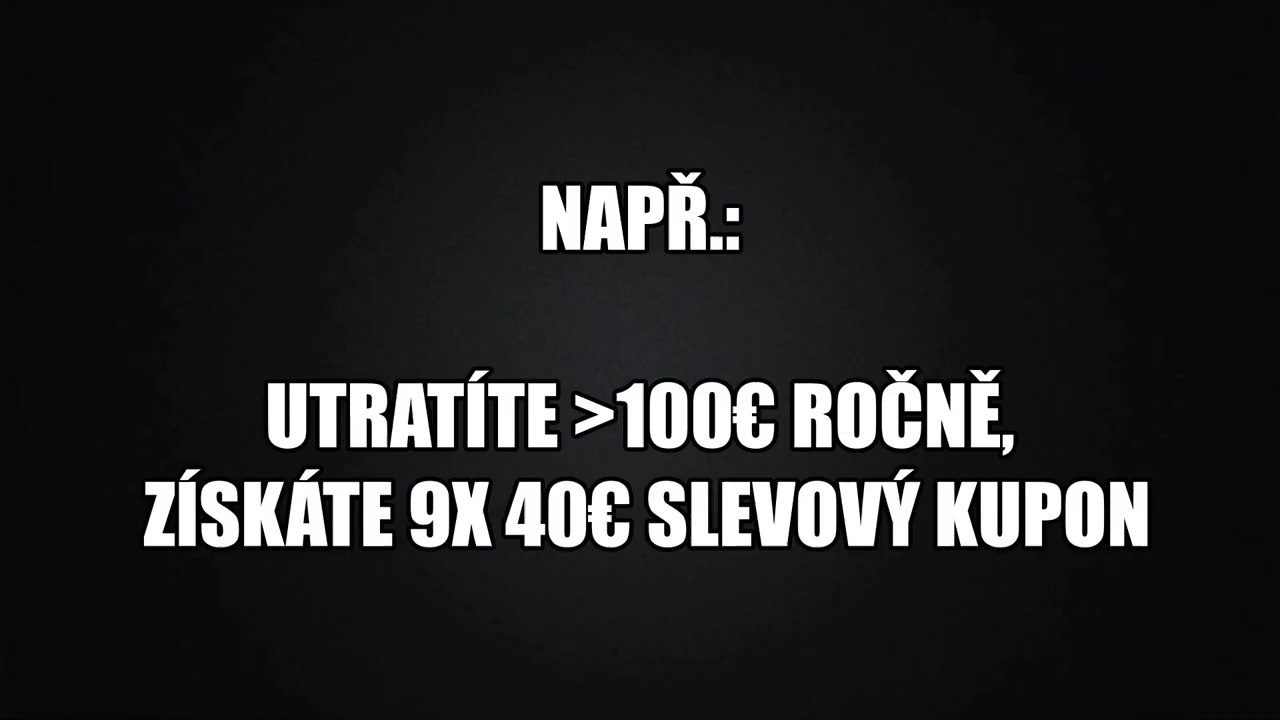 NAPŘ.:
UTRATÍTE >100€ ROČNĚ,
ZÍSKÁTE 9X 40€ SLEVOVÝ KUPON